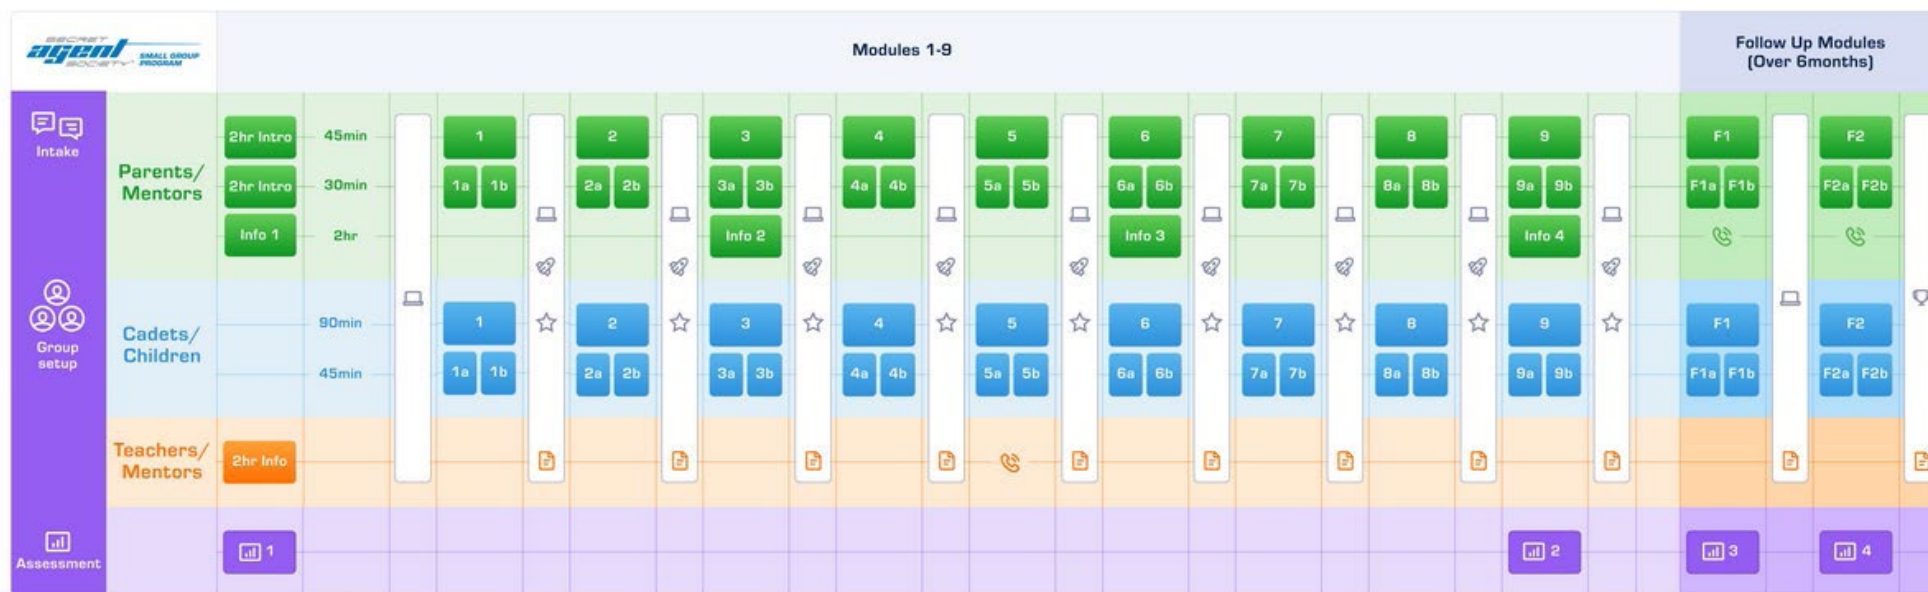 SECRET
agent
SOCIETY
SMALL GROUP
PROGRAM
Modules 1-9
Follow Up Modules
(Over 6months)
Intake
Parents/
Mentors
2hr Intro 45min 1 2 3 4 5 6 7 8 9 F1 F2
2hr Intro 30min 1a 1b 2a 2b 3a 3b 4a 4b 5a 5b 6a 6b 7a 7b 8a 8b 9a 9b F1a F1b F2a F2b
Info 1 2hr Info 2 Info 3 Info 4
Group
setup
Cadets/
Children
90min 1 2 3 4 5 6 7 8 9 F1 F2
45min 1a 1b 2a 2b 3a 3b 4a 4b 5a 5b 6a 6b 7a 7b 8a 8b 9a 9b F1a F1b F2a F2b
Teachers/
Mentors
2hr Info
Assessment
1 2 3 4